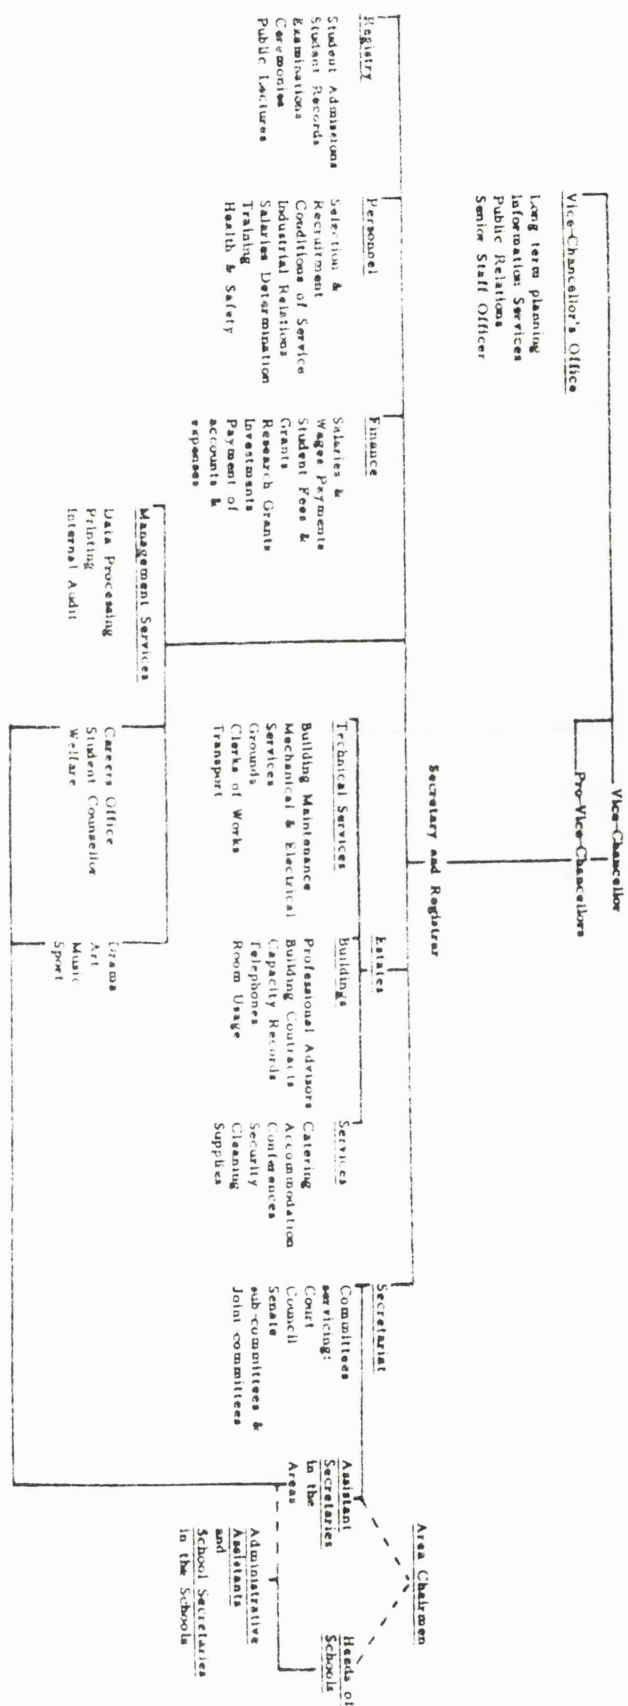 Vice-Chancellor
Pro-Vice-Chancellors
Vice-Chancellor's Office
Long term planning
Information Services
Public Relations
Senior Staff Officer
Secretary and Registrar
Registry
Student Admissions
Student Records
Examinations
Ceremonies
Public Lectures
Personnel
Selection &
Recruitment
Conditions of Service
Industrial Relations
Salaries Determination
Training
Health & Safety
Finance
Salaries &
Wages Payments
Student Fees &
Grants
Research Grants
Investments
Payment of
accounts &
expenses
Estates
Technical Services
Building Maintenance
Mechanical & Electrical
Services
Grounds
Clerks of Works
Transport
Buildings
Professional Advisors
Building Contracts
Capacity Records
Telephones
Room Usage
Services
Catering
Accommodation
Conferences
Security
Cleaning
Supplies
Secretariat
Committees
servicing:
Court
Council
Senate
sub-committees &
Joint committees
Area Chairmen
Assistant
Secretaries
in the
Areas
Heads of
Schools
Administrative
Assistants
and
School Secretaries
in the Schools
Management Services
Data Processing
Printing
Internal Audit
Careers Office
Student Counsellor
Welfare
Drama
Art
Music
Sport